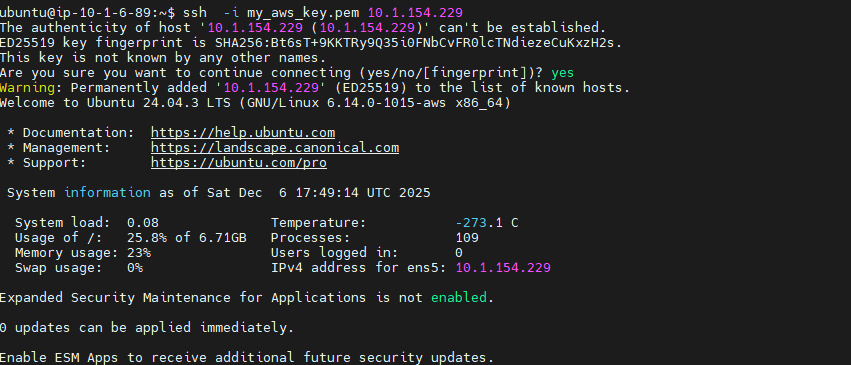 ubuntu@ip-10-1-6-89:~$ ssh  -i my_aws_key.pem 10.1.154.229
The authenticity of host '10.1.154.229 (10.1.154.229)' can't be established.
ED25519 key fingerprint is SHA256:Bt6sT+9KKTRy9Q35i0FNbCvFR0lcTNdiezeCuKxzH2s.
This key is not known by any other names.
Are you sure you want to continue connecting (yes/no/[fingerprint])? yes
Warning: Permanently added '10.1.154.229' (ED25519) to the list of known hosts.
Welcome to Ubuntu 24.04.3 LTS (GNU/Linux 6.14.0-1015-aws x86_64)

 * Documentation:  https://help.ubuntu.com
 * Management:     https://landscape.canonical.com
 * Support:        https://ubuntu.com/pro

 System information as of Sat Dec  6 17:49:14 UTC 2025

  System load:  0.08               Temperature:           -273.1 C
  Usage of /:   25.8% of 6.71GB   Processes:             109
  Memory usage: 23%                Users logged in:       0
  Swap usage:   0%                 IPv4 address for ens5: 10.1.154.229

Expanded Security Maintenance for Applications is not enabled.

0 updates can be applied immediately.

Enable ESM Apps to receive additional future security updates.